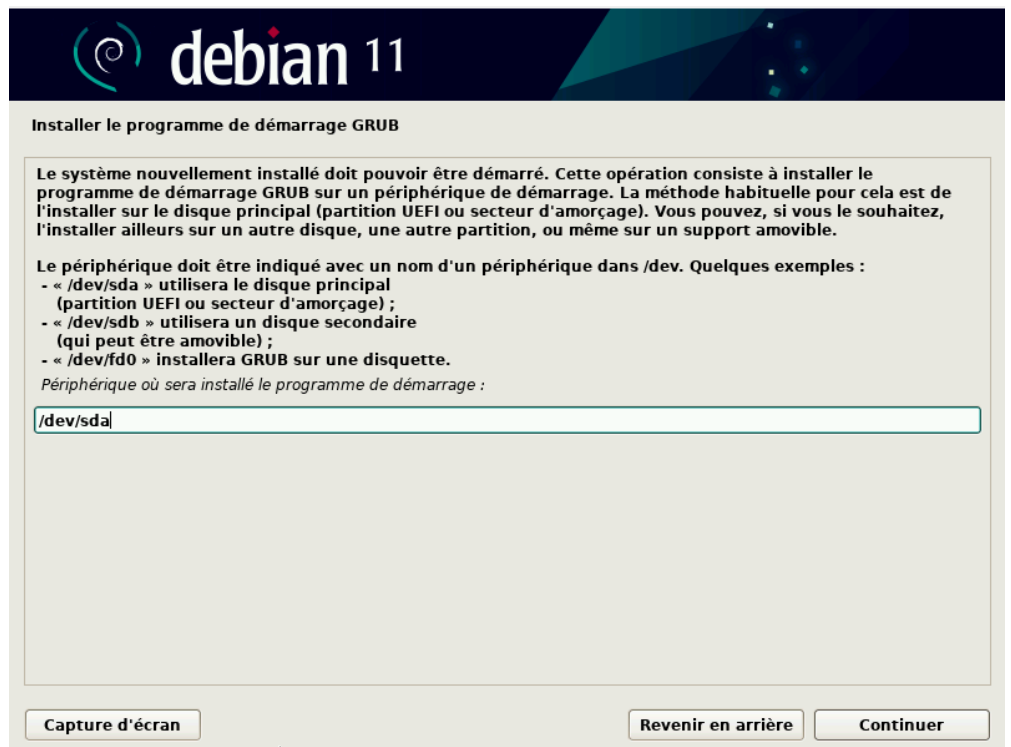 debian 11
Installer le programme de démarrage GRUB
Le système nouvellement installé doit pouvoir être démarré. Cette opération consiste à installer le
programme de démarrage GRUB sur un périphérique de démarrage. La méthode habituelle pour cela est de
l'installer sur le disque principal (partition UEFI ou secteur d'amorçage). Vous pouvez, si vous le souhaitez,
l'installer ailleurs sur un autre disque, une autre partition, ou même sur un support amovible.
Le périphérique doit être indiqué avec un nom d'un périphérique dans /dev. Quelques exemples :
- « /dev/sda » utilisera le disque principal
(partition UEFI ou secteur d'amorçage) ;
- « /dev/sdb » utilisera un disque secondaire
(qui peut être amovible) ;
- « /dev/fd0 » installera GRUB sur une disquette.
Périphérique où sera installé le programme de démarrage :
/dev/sda
Capture d'écran
Revenir en arrière
Continuer